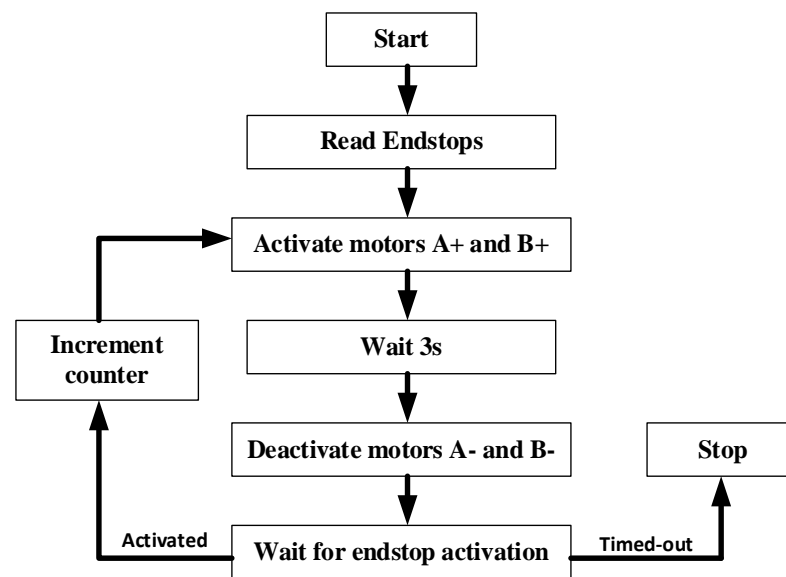 Start
Read Endstops
Activate motors A+ and B+
Increment
counter
Wait 3s
Deactivate motors A- and B-
Stop
Activated
Wait for endstop activation
Timed-out